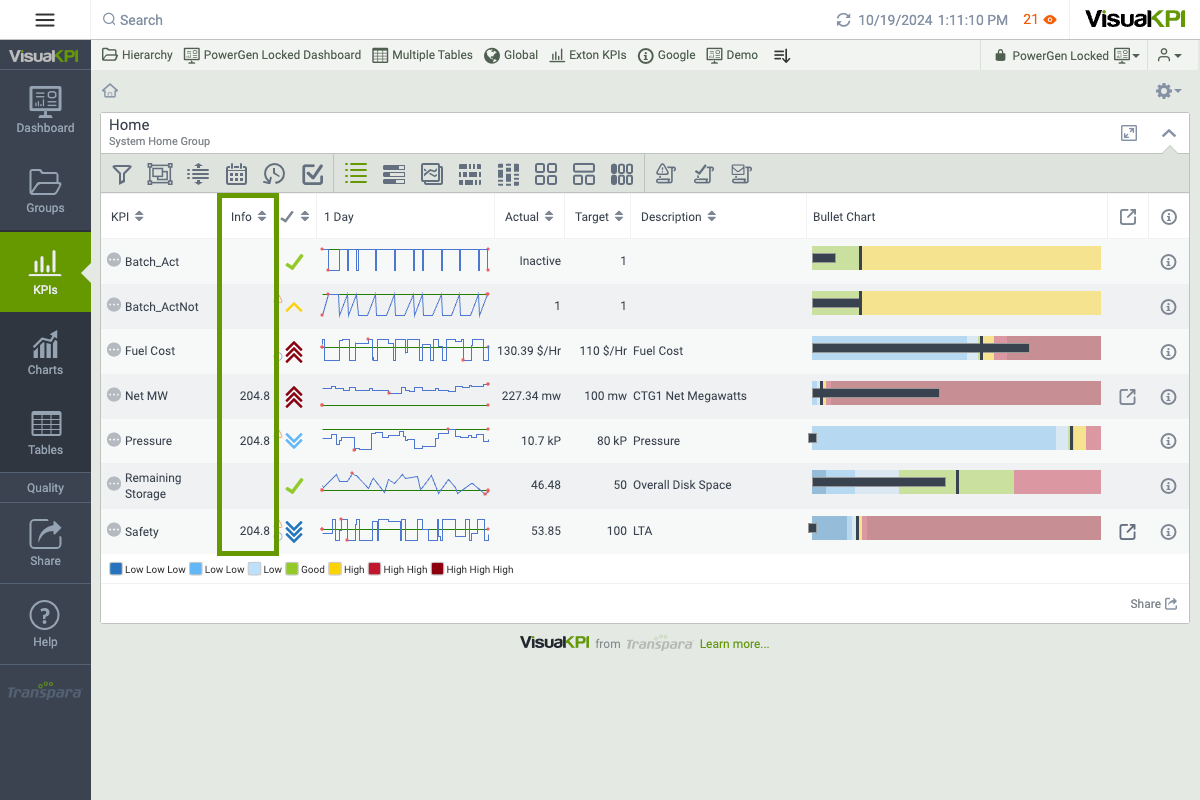 Search
10/19/2024 1:11:10 PM
21
VisualKPI
VisualKPI
Hierarchy
PowerGen Locked Dashboard
Multiple Tables
Global
Exton KPIs
Google
Demo
PowerGen Locked
Dashboard
Groups
KPIs
Charts
Tables
Quality
Share
Help
Transpara
Home
System Home Group
KPI Info 1 Day Actual Target Description Bullet Chart
Batch_Act Inactive 1
Batch_ActNot 1 1
Fuel Cost 130.39 $/Hr 110 $/Hr Fuel Cost
Net MW 204.8 227.34 mw 100 mw CTG1 Net Megawatts
Pressure 204.8 10.7 kP 80 kP Pressure
Remaining
Storage 46.48 50 Overall Disk Space
Safety 204.8 53.85 100 LTA
Low Low Low Low Low Low Good High High High High High High
Share
VisualKPI from Transpara Learn more...